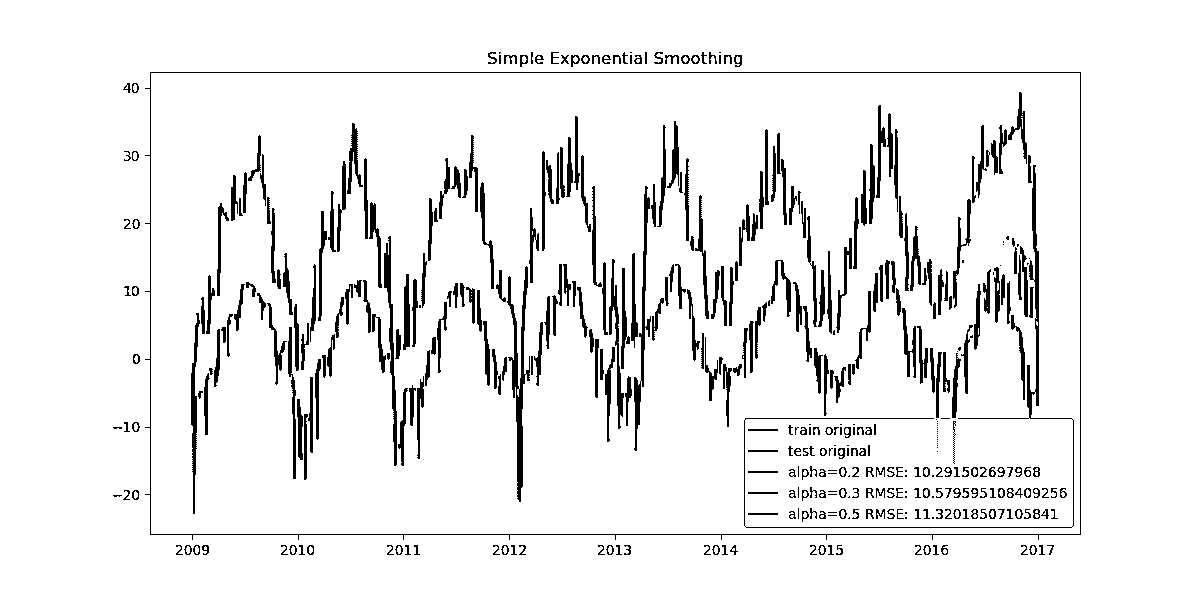 Simple Exponential Smoothing
40
30
20
10
0
−10
−20
2009 2010 2011 2012 2013 2014 2015 2016 2017
train original
test original
alpha=0.2 RMSE: 10.291502697968
alpha=0.3 RMSE: 10.579595108409256
alpha=0.5 RMSE: 11.32018507105841